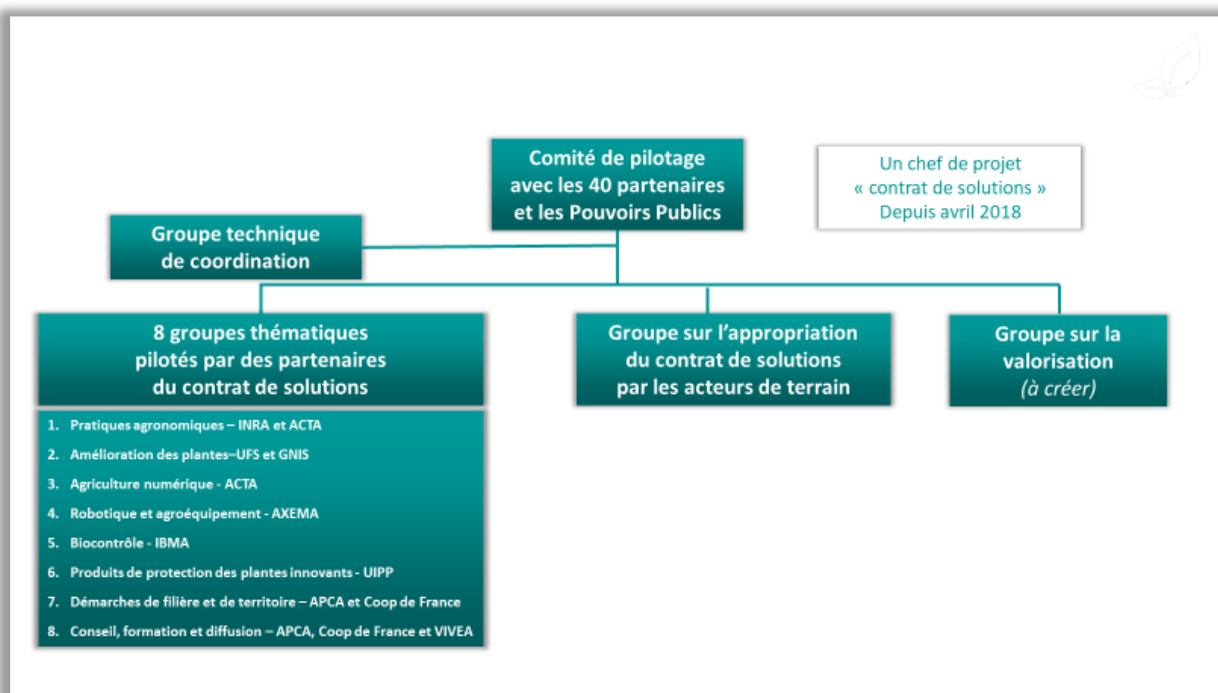 Comité de pilotage
avec les 40 partenaires
et les Pouvoirs Publics
Un chef de projet
« contrat de solutions »
Depuis avril 2018
Groupe technique
de coordination
8 groupes thématiques
pilotés par des partenaires
du contrat de solutions
Groupe sur l’appropriation
du contrat de solutions
par les acteurs de terrain
Groupe sur la
valorisation
(à créer)
1. Pratiques agronomiques – INRA et ACTA
2. Amélioration des plantes–UFS et GNIS
3. Agriculture numérique - ACTA
4. Robotique et agroéquipement - AXEMA
5. Biocontrôle - IBMA
6. Produits de protection des plantes innovants - UIPP
7. Démarches de filière et de territoire – APCA et Coop de France
8. Conseil, formation et diffusion – APCA, Coop de France et VIVEA